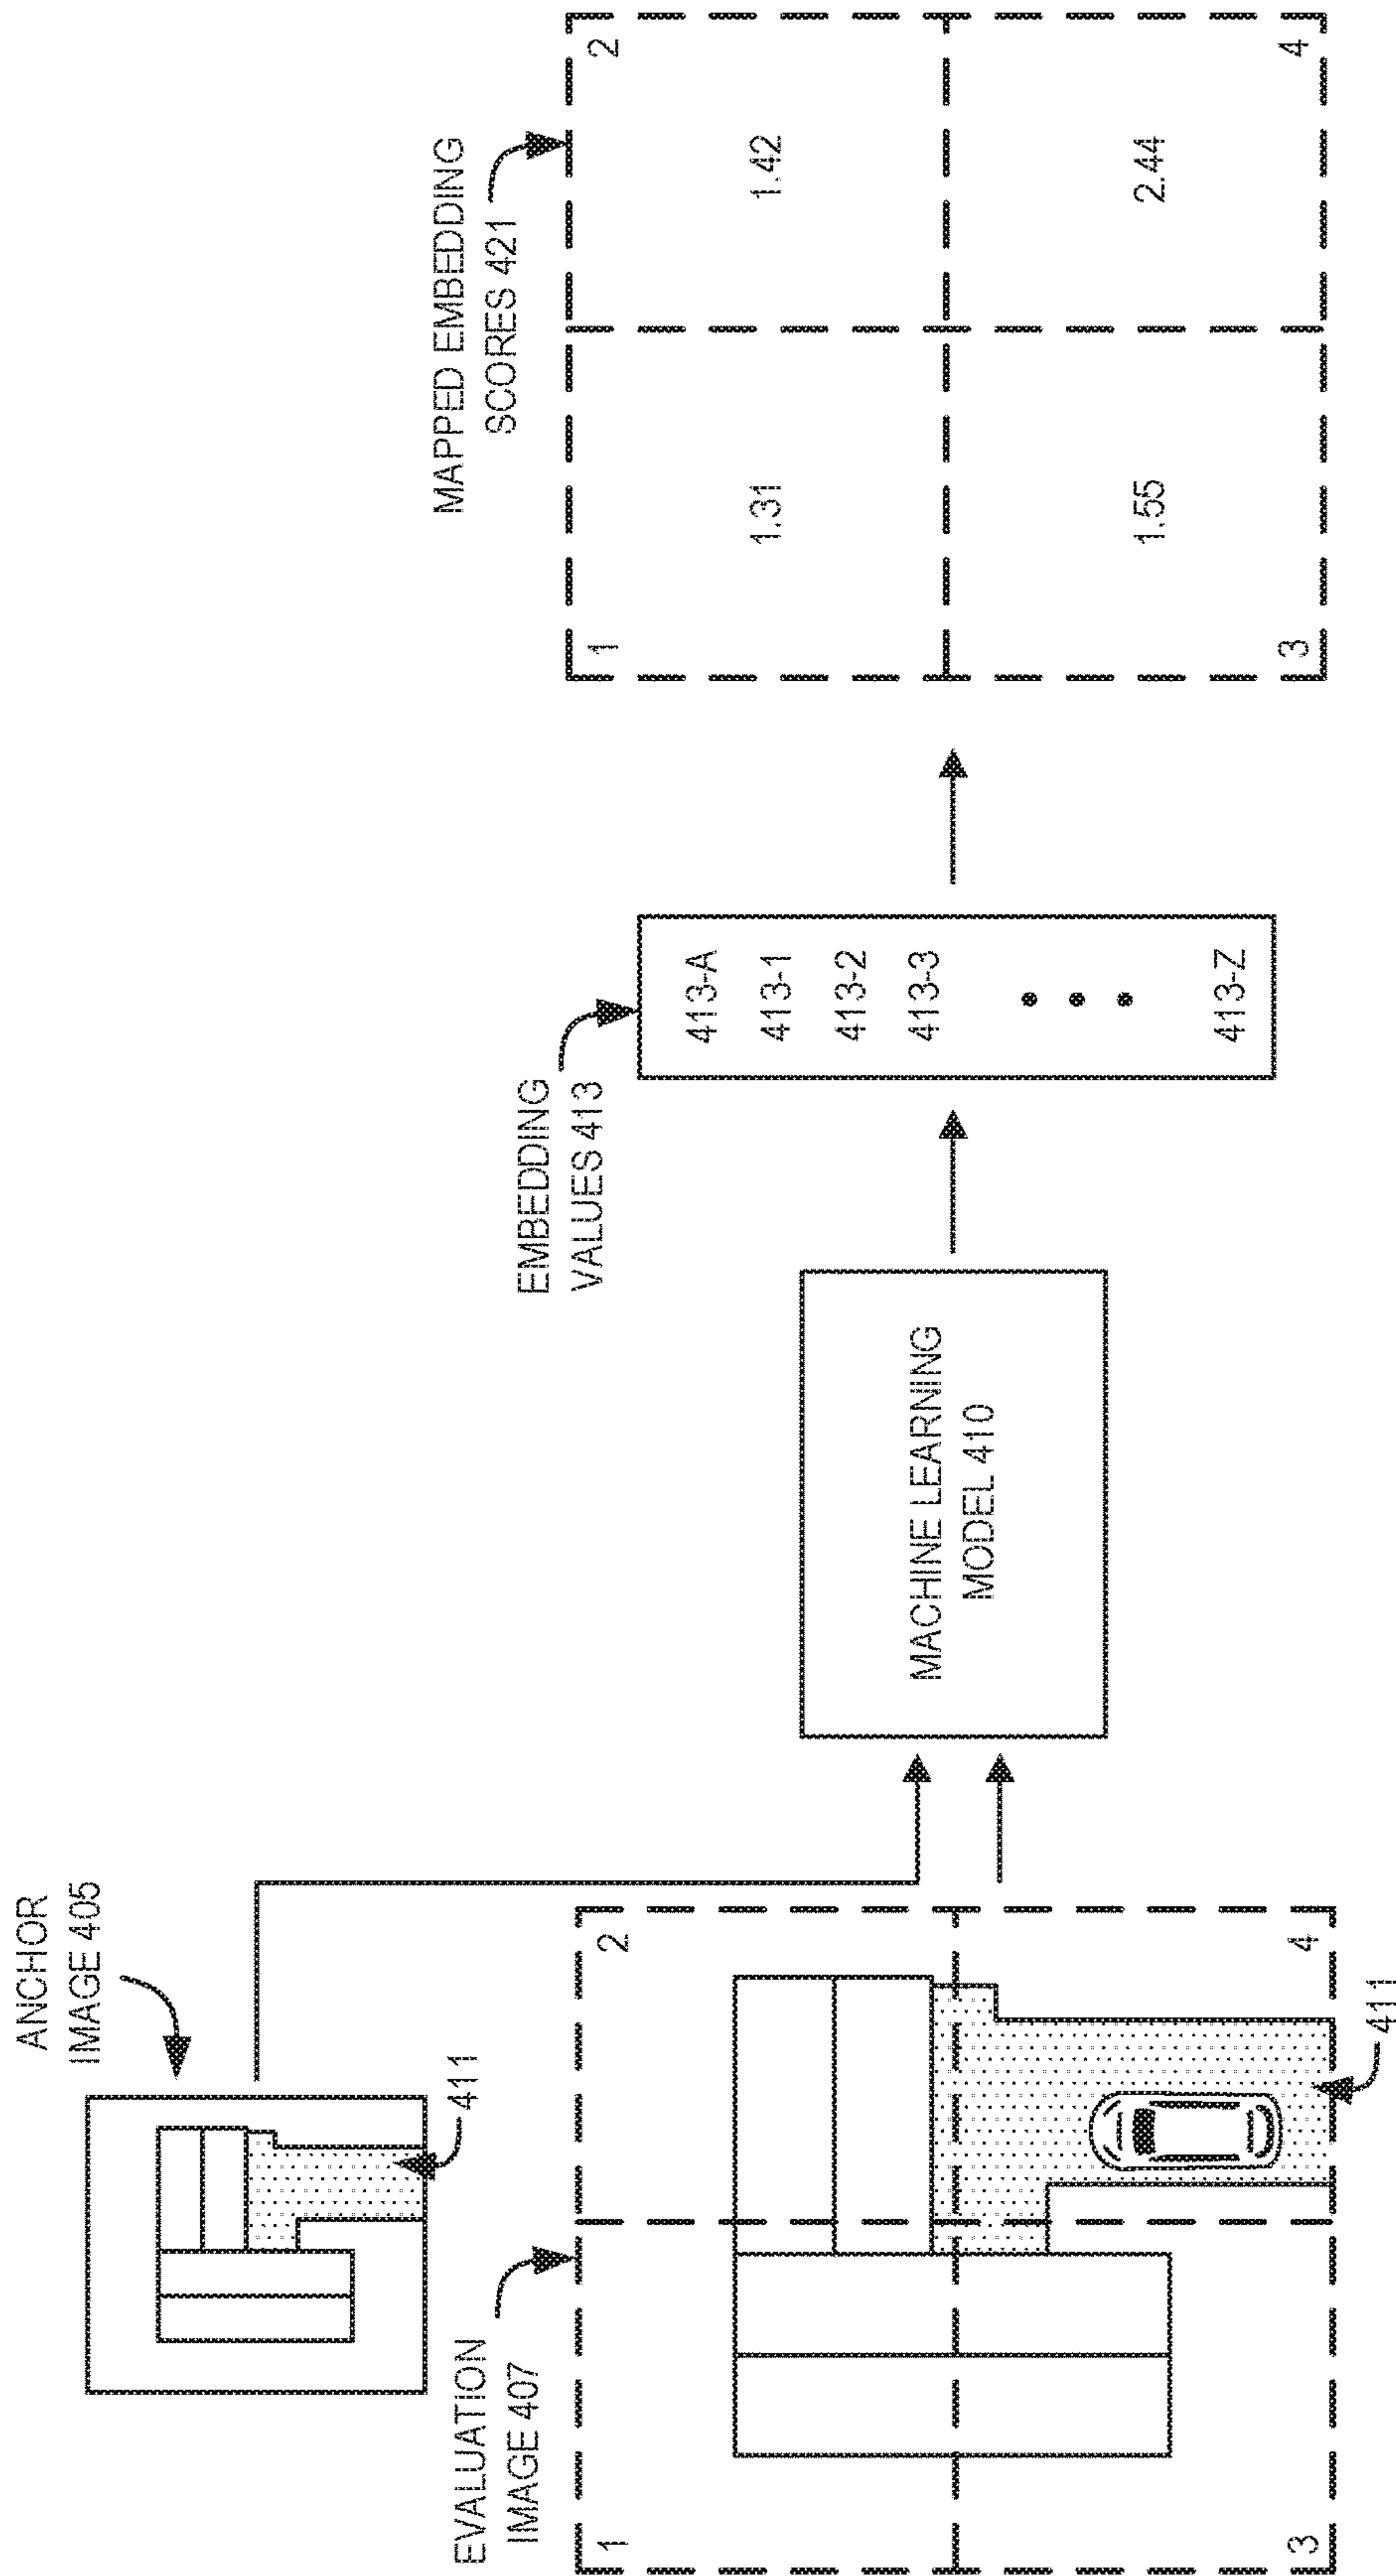 ANCHOR
IMAGE 405
411
EVALUATION
IMAGE 407
1
2
3
4
411
MACHINE LEARNING
MODEL 410
EMBEDDING
VALUES 413
413-A
413-1
413-2
413-3
413-Z
MAPPED EMBEDDING
SCORES 421
1
2
1.31
1.42
1.55
2.44
3
4